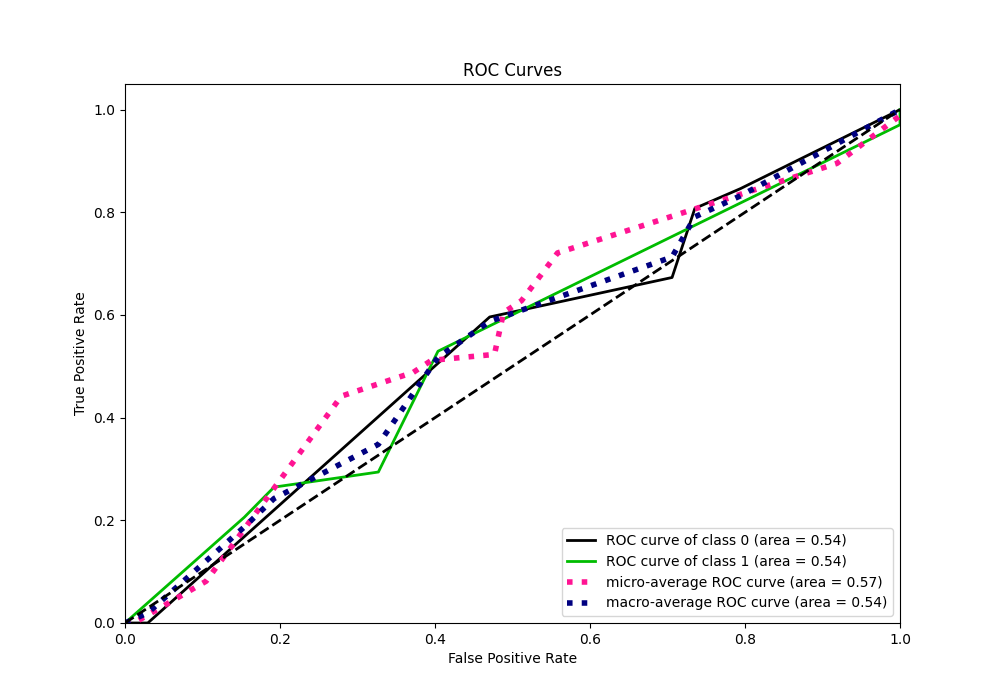 ROC Curves
True Positive Rate
1.0
0.8
0.6
0.4
0.2
0.0
0.0 0.2 0.4 0.6 0.8 1.0
False Positive Rate
ROC curve of class 0 (area = 0.54)
ROC curve of class 1 (area = 0.54)
micro-average ROC curve (area = 0.57)
macro-average ROC curve (area = 0.54)